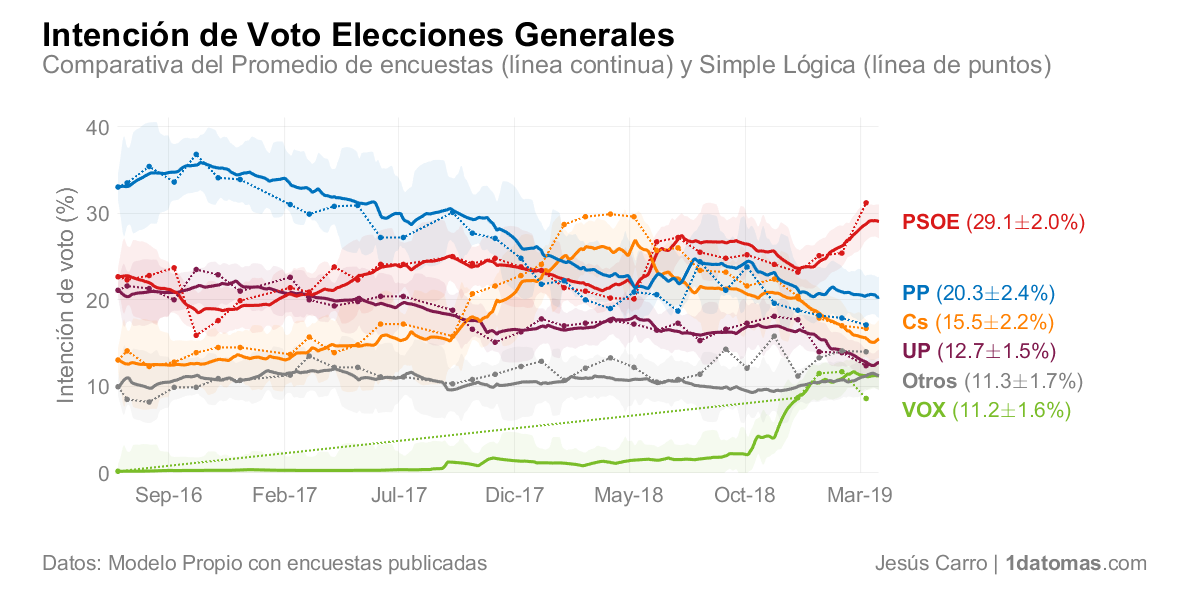 Intención de Voto Elecciones Generales
Comparativa del Promedio de encuestas (línea continua) y Simple Lógica (línea de puntos)
Intención de voto (%)
40
30
20
10
0
Sep-16 Feb-17 Jul-17 Dic-17 May-18 Oct-18 Mar-19
PSOE (29.1±2.0%)
PP (20.3±2.4%)
Cs (15.5±2.2%)
UP (12.7±1.5%)
Otros (11.3±1.7%)
VOX (11.2±1.6%)
Datos: Modelo Propio con encuestas publicadas
Jesús Carro | 1datomas.com